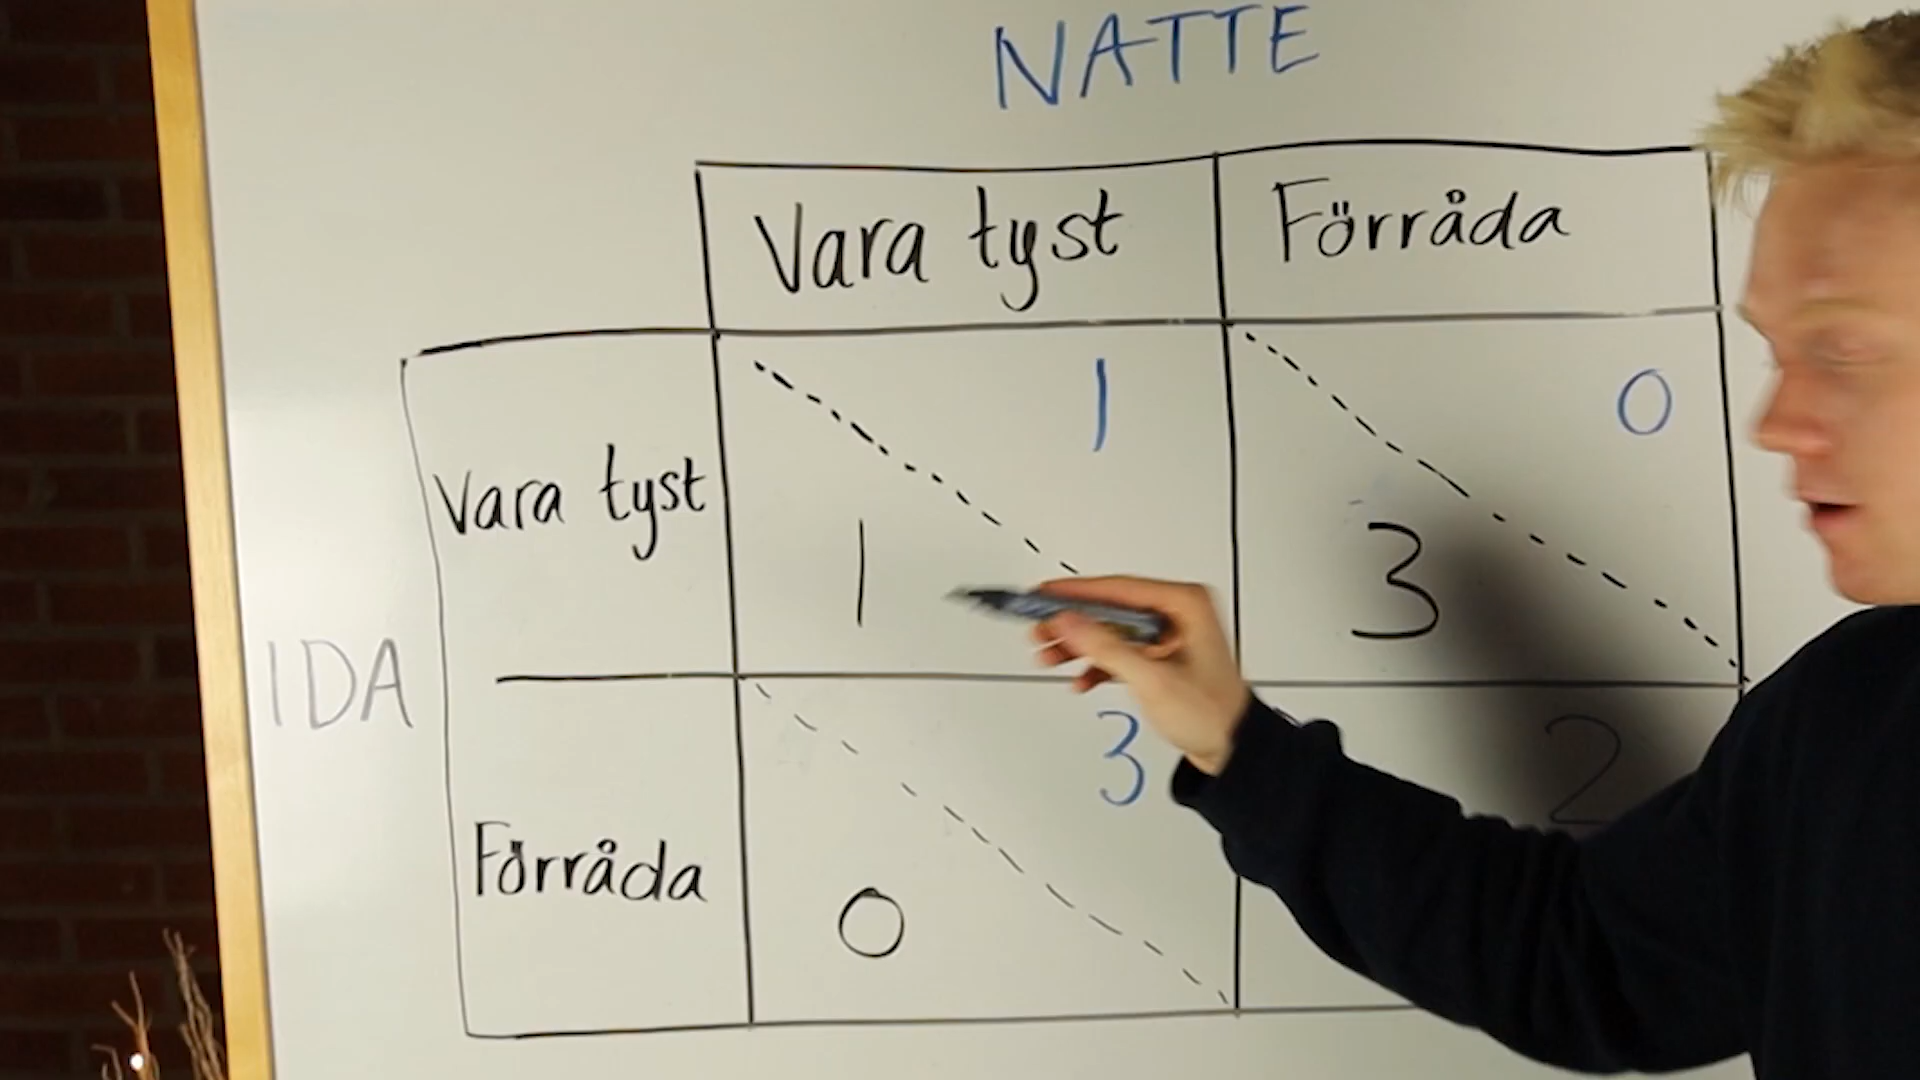 NATTE
Vara tyst Förråda
1 0
Vara tyst
1 3
IDA
3 2
Förråda
0